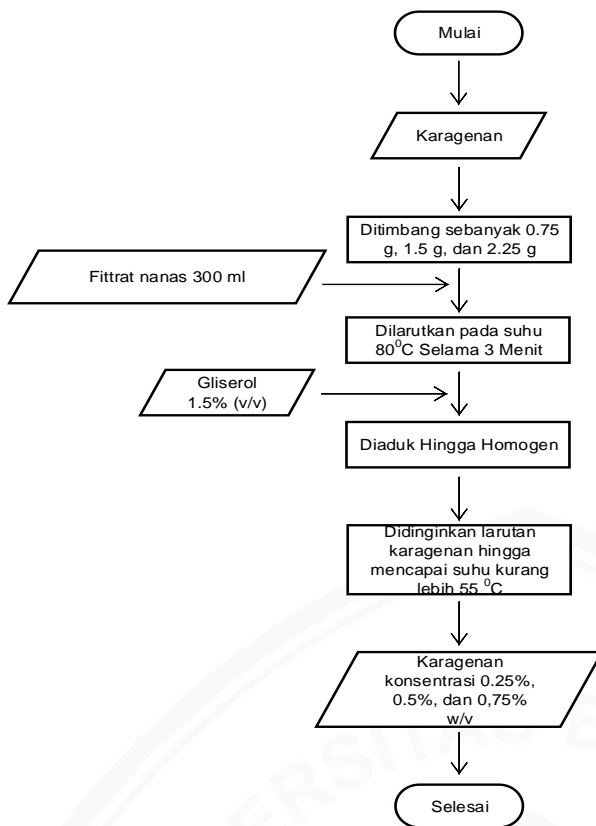 Mulai
Karagenan
Ditimbang sebanyak 0.75
g, 1.5 g, dan 2.25 g
Fittrat nanas 300 ml
Dilarutkan pada suhu
80⁰C Selama 3 Menit
Gliserol
1.5% (v/v)
Diaduk Hingga Homogen
Didinginkan larutan
karagenan hingga
mencapai suhu kurang
lebih 55 ⁰C
Karagenan
konsentrasi 0.25%,
0.5%, dan 0,75%
w/v
Selesai